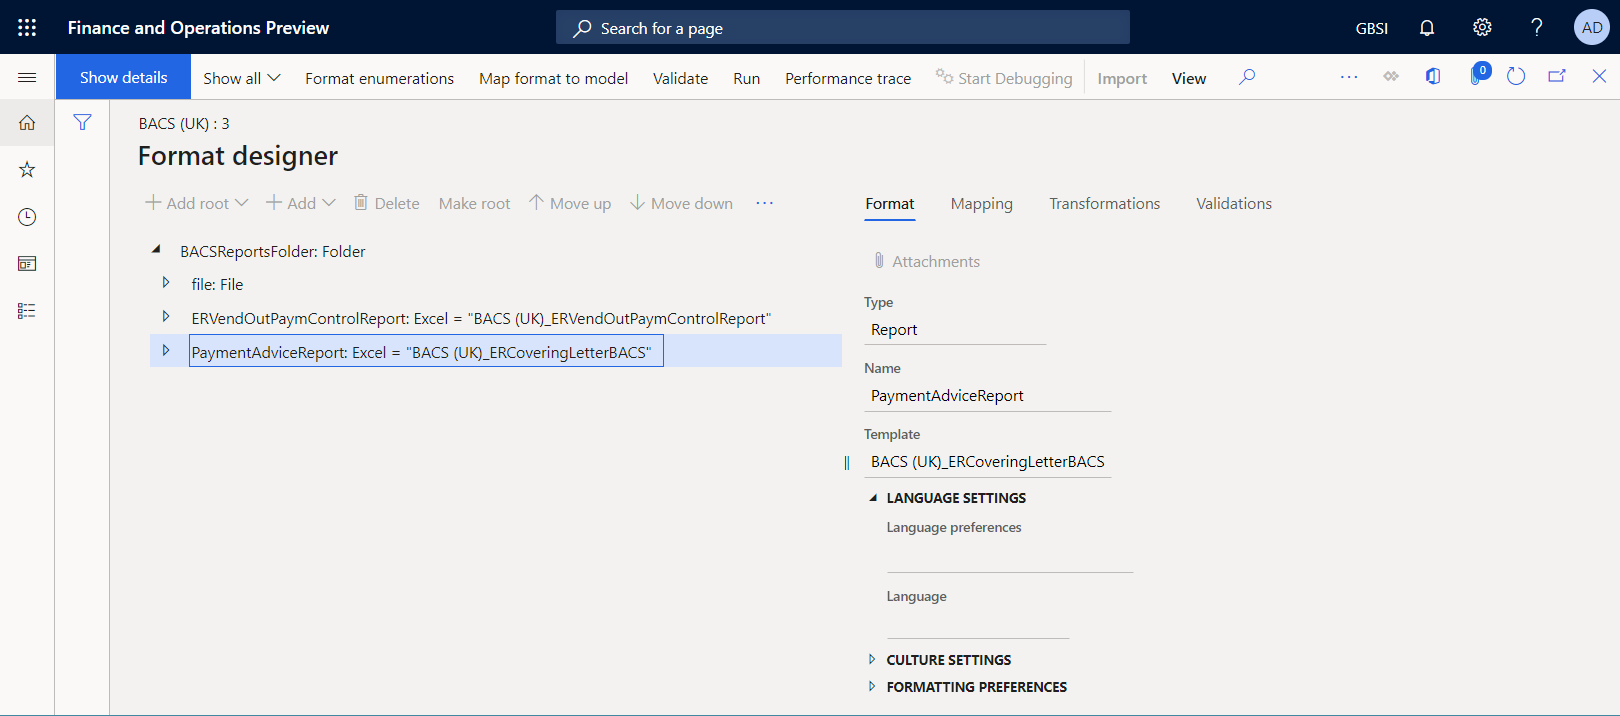 Finance and Operations Preview
Search for a page
GBSI
?
AD
Show details
Show all
Format enumerations
Map format to model
Validate
Run
Performance trace
Start Debugging
Import
View
...
0
BACS (UK) : 3
Format designer
+ Add root
+ Add
Delete
Make root
Move up
Move down
...
Format
Mapping
Transformations
Validations
BACSReportsFolder: Folder
file: File
ERVendOutPaymControlReport: Excel = "BACS (UK)_ERVendOutPaymControlReport"
PaymentAdviceReport: Excel = "BACS (UK)_ERCoveringLetterBACS"
Attachments
Type
Report
Name
PaymentAdviceReport
Template
BACS (UK)_ERCoveringLetterBACS
LANGUAGE SETTINGS
Language preferences
Language
CULTURE SETTINGS
FORMATTING PREFERENCES